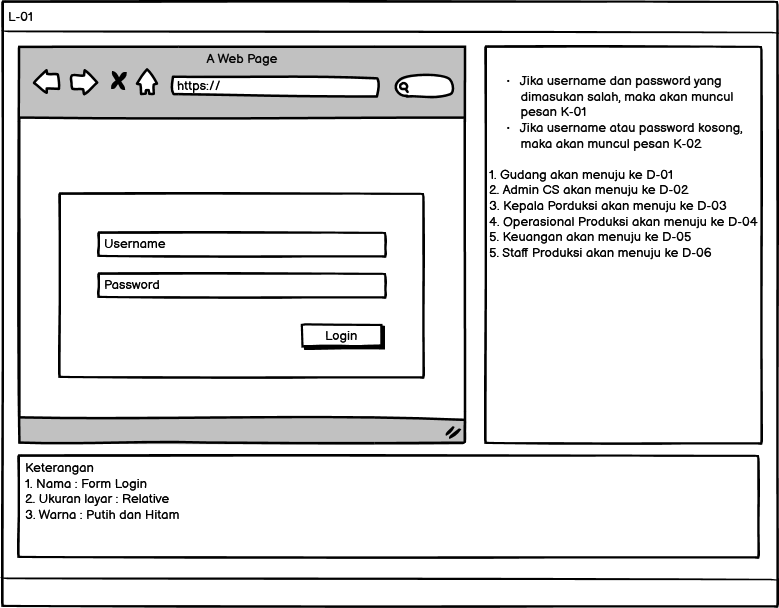 L-01
A Web Page
https://
Username
Password
Login
· Jika username dan password yang
dimasukan salah, maka akan muncul
pesan K-01
· Jika username atau password kosong,
maka akan muncul pesan K-02
1. Gudang akan menuju ke D-01
2. Admin CS akan menuju ke D-02
3. Kepala Porduksi akan menuju ke D-03
4. Operasional Produksi akan menuju ke D-04
5. Keuangan akan menuju ke D-05
5. Staff Produksi akan menuju ke D-06
Keterangan
1. Nama : Form Login
2. Ukuran layar : Relative
3. Warna : Putih dan Hitam